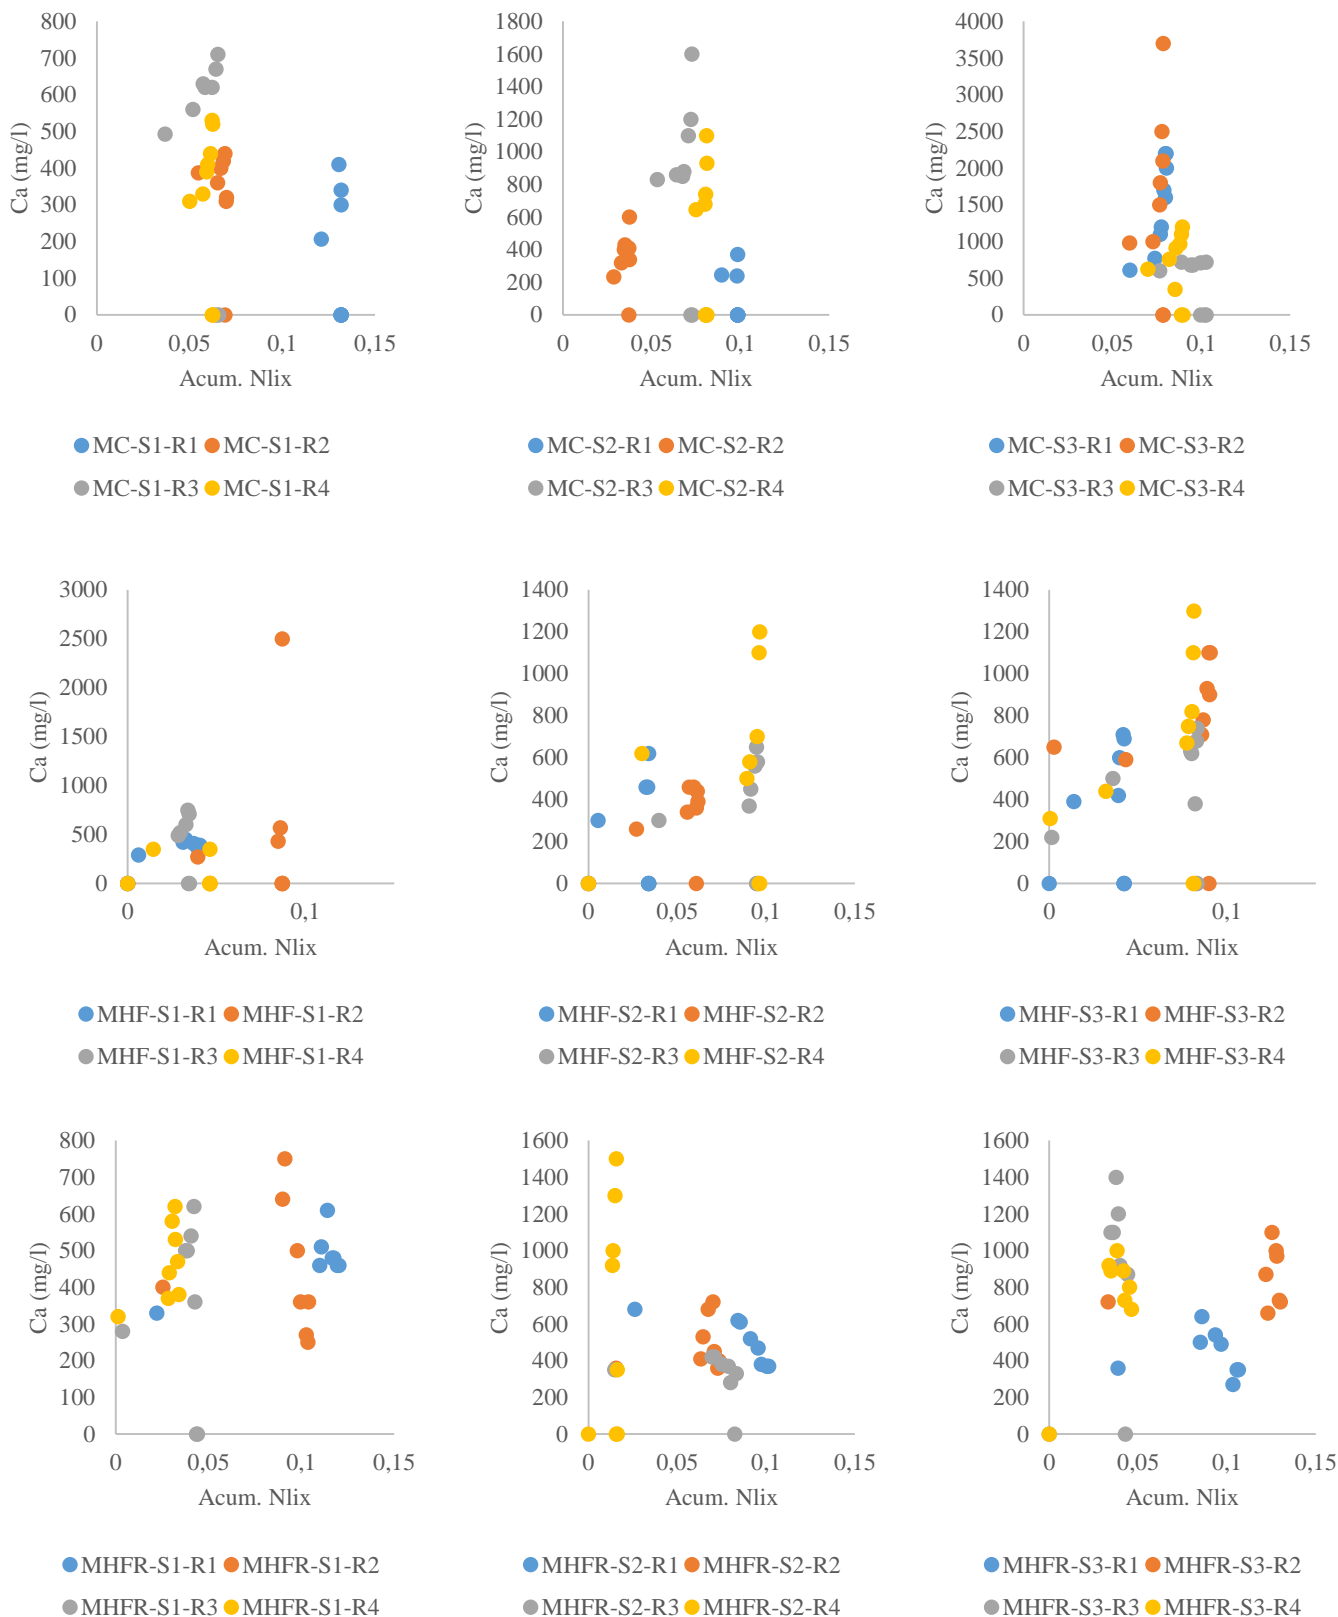 800
700
600
500
400
300
200
100
0
Ca (mg/l)
0 0,05 0,1 0,15
Acum. Nlix
MC-S1-R1 MC-S1-R2
MC-S1-R3 MC-S1-R4
1800
1600
1400
1200
1000
800
600
400
200
0
Ca (mg/l)
0 0,05 0,1 0,15
Acum. Nlix
MC-S2-R1 MC-S2-R2
MC-S2-R3 MC-S2-R4
4000
3500
3000
2500
2000
1500
1000
500
0
Ca (mg/l)
0 0,05 0,1 0,15
Acum. Nlix
MC-S3-R1 MC-S3-R2
MC-S3-R3 MC-S3-R4
3000
2500
2000
1500
1000
500
0
Ca (mg/l)
0 0,1
Acum. Nlix
MHF-S1-R1 MHF-S1-R2
MHF-S1-R3 MHF-S1-R4
1400
1200
1000
800
600
400
200
0
Ca (mg/l)
0 0,05 0,1 0,15
Acum. Nlix
MHF-S2-R1 MHF-S2-R2
MHF-S2-R3 MHF-S2-R4
1400
1200
1000
800
600
400
200
0
Ca (mg/l)
0 0,1
Acum. Nlix
MHF-S3-R1 MHF-S3-R2
MHF-S3-R3 MHF-S3-R4
800
700
600
500
400
300
200
100
0
Ca (mg/l)
0 0,05 0,1 0,15
Acum. Nlix
MHFR-S1-R1 MHFR-S1-R2
MHFR-S1-R3 MHFR-S1-R4
1600
1400
1200
1000
800
600
400
200
0
Ca (mg/l)
0 0,05 0,1 0,15
Acum. Nlix
MHFR-S2-R1 MHFR-S2-R2
MHFR-S2-R3 MHFR-S2-R4
1600
1400
1200
1000
800
600
400
200
0
Ca (mg/l)
0 0,05 0,1 0,15
Acum. Nlix
MHFR-S3-R1 MHFR-S3-R2
MHFR-S3-R3 MHFR-S3-R4